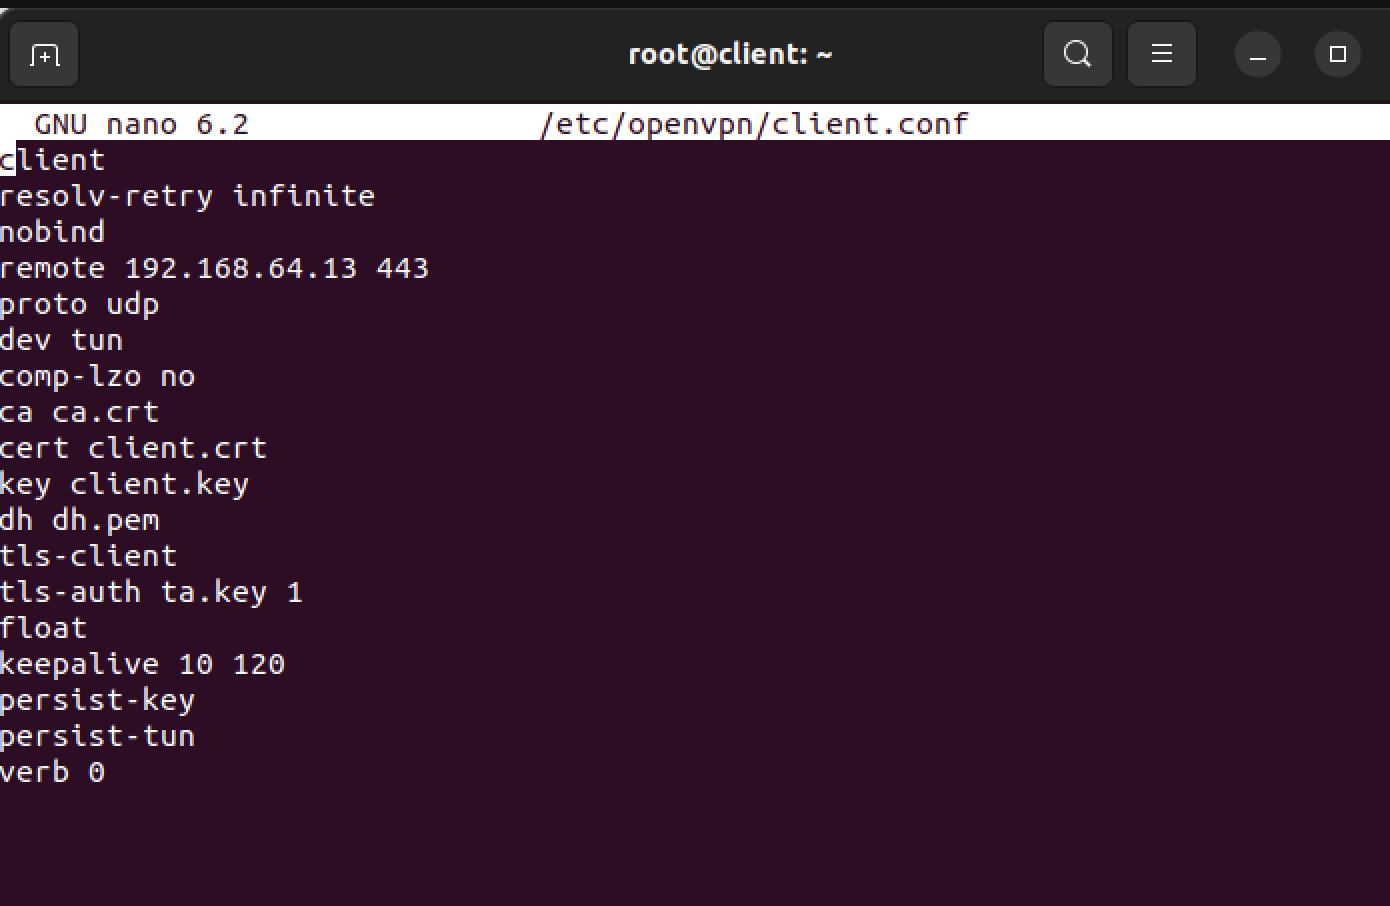 root@client: ~
GNU nano 6.2 /etc/openvpn/client.conf
client
resolv-retry infinite
nobind
remote 192.168.64.13 443
proto udp
dev tun
comp-lzo no
ca ca.crt
cert client.crt
key client.key
dh dh.pem
tls-client
tls-auth ta.key 1
float
keepalive 10 120
persist-key
persist-tun
verb 0